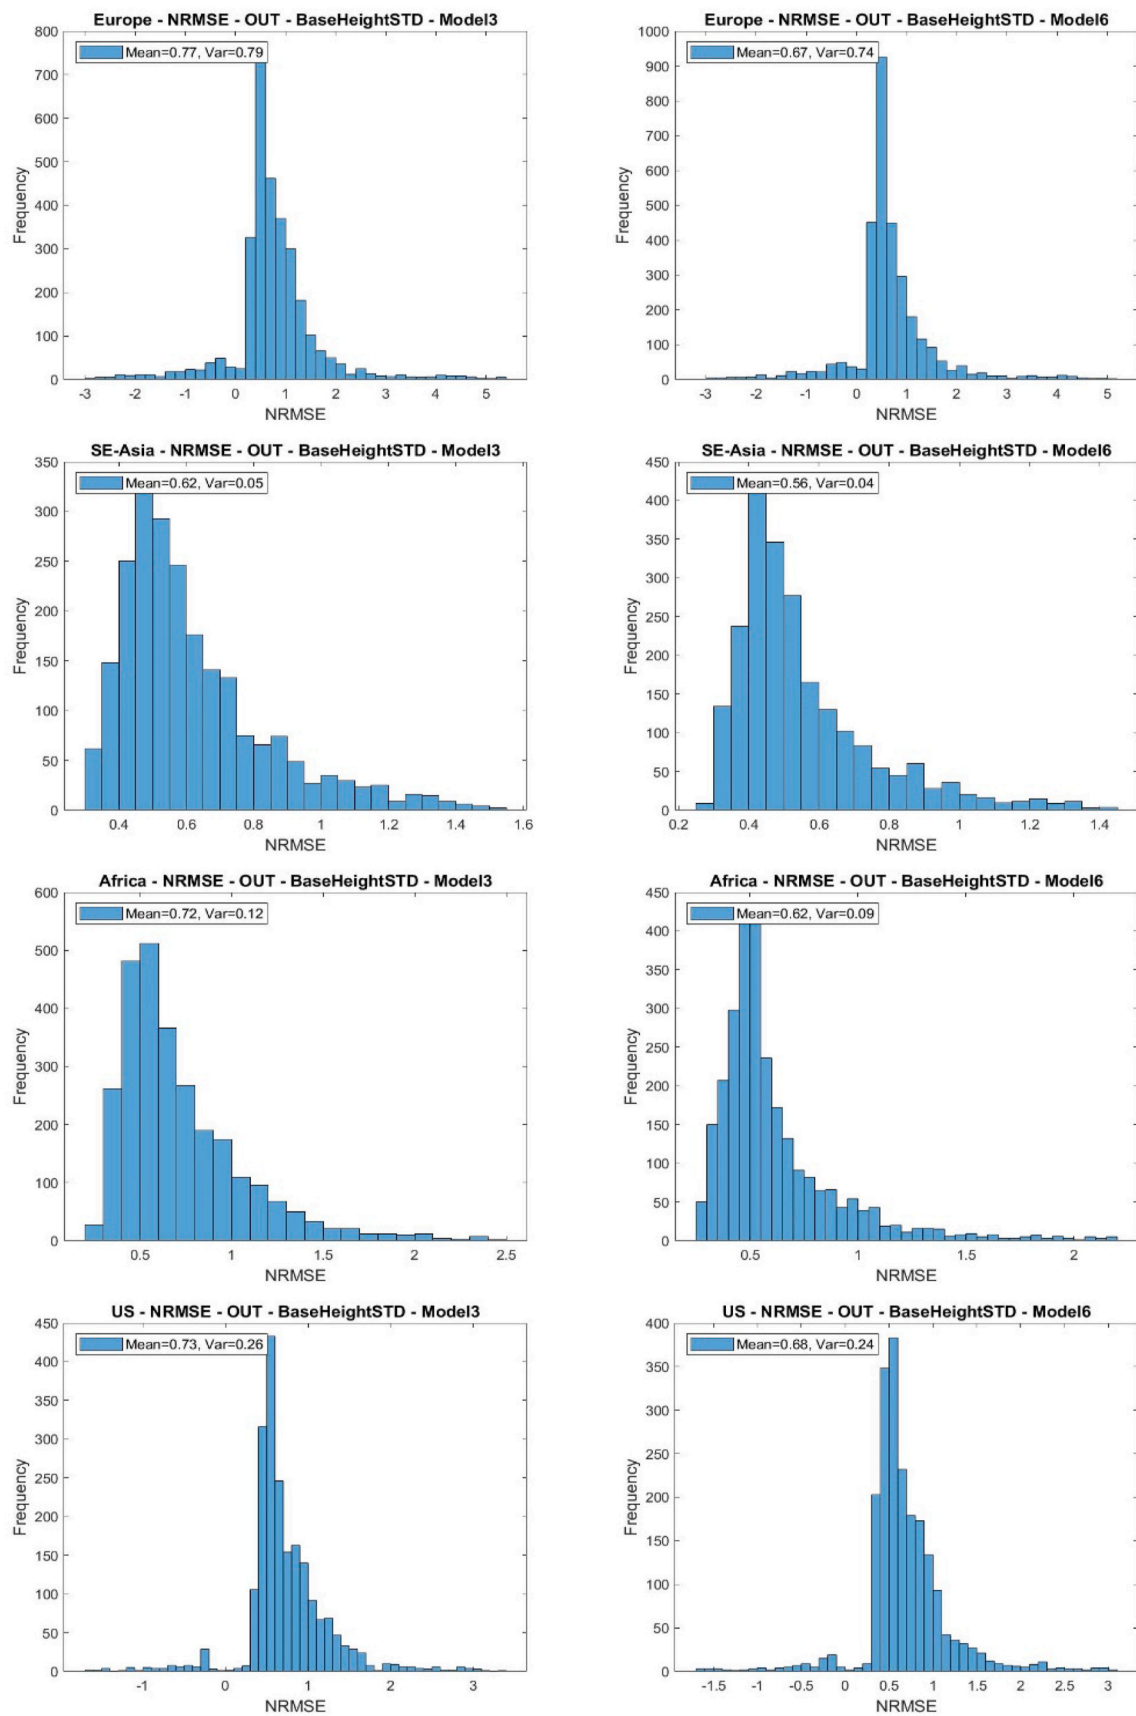 Europe - NRMSE - OUT - BaseHeightSTD - Model3
Mean=0.77, Var=0.79
800
700
600
500
400
300
200
100
0
Frequency
-3 -2 -1 0 1 2 3 4 5
NRMSE
Europe - NRMSE - OUT - BaseHeightSTD - Model6
Mean=0.67, Var=0.74
1000
900
800
700
600
500
400
300
200
100
0
Frequency
-3 -2 -1 0 1 2 3 4 5
NRMSE
SE-Asia - NRMSE - OUT - BaseHeightSTD - Model3
Mean=0.62, Var=0.05
350
300
250
200
150
100
50
0
Frequency
0.4 0.6 0.8 1 1.2 1.4 1.6
NRMSE
SE-Asia - NRMSE - OUT - BaseHeightSTD - Model6
Mean=0.56, Var=0.04
450
400
350
300
250
200
150
100
50
0
Frequency
0.2 0.4 0.6 0.8 1 1.2 1.4
NRMSE
Africa - NRMSE - OUT - BaseHeightSTD - Model3
Mean=0.72, Var=0.12
600
500
400
300
200
100
0
Frequency
0.5 1 1.5 2 2.5
NRMSE
Africa - NRMSE - OUT - BaseHeightSTD - Model6
Mean=0.62, Var=0.09
450
400
350
300
250
200
150
100
50
0
Frequency
0.5 1 1.5 2
NRMSE
US - NRMSE - OUT - BaseHeightSTD - Model3
Mean=0.73, Var=0.26
450
400
350
300
250
200
150
100
50
0
Frequency
-1 0 1 2 3
NRMSE
US - NRMSE - OUT - BaseHeightSTD - Model6
Mean=0.68, Var=0.24
400
350
300
250
200
150
100
50
0
Frequency
-1.5 -1 -0.5 0 0.5 1 1.5 2 2.5 3
NRMSE